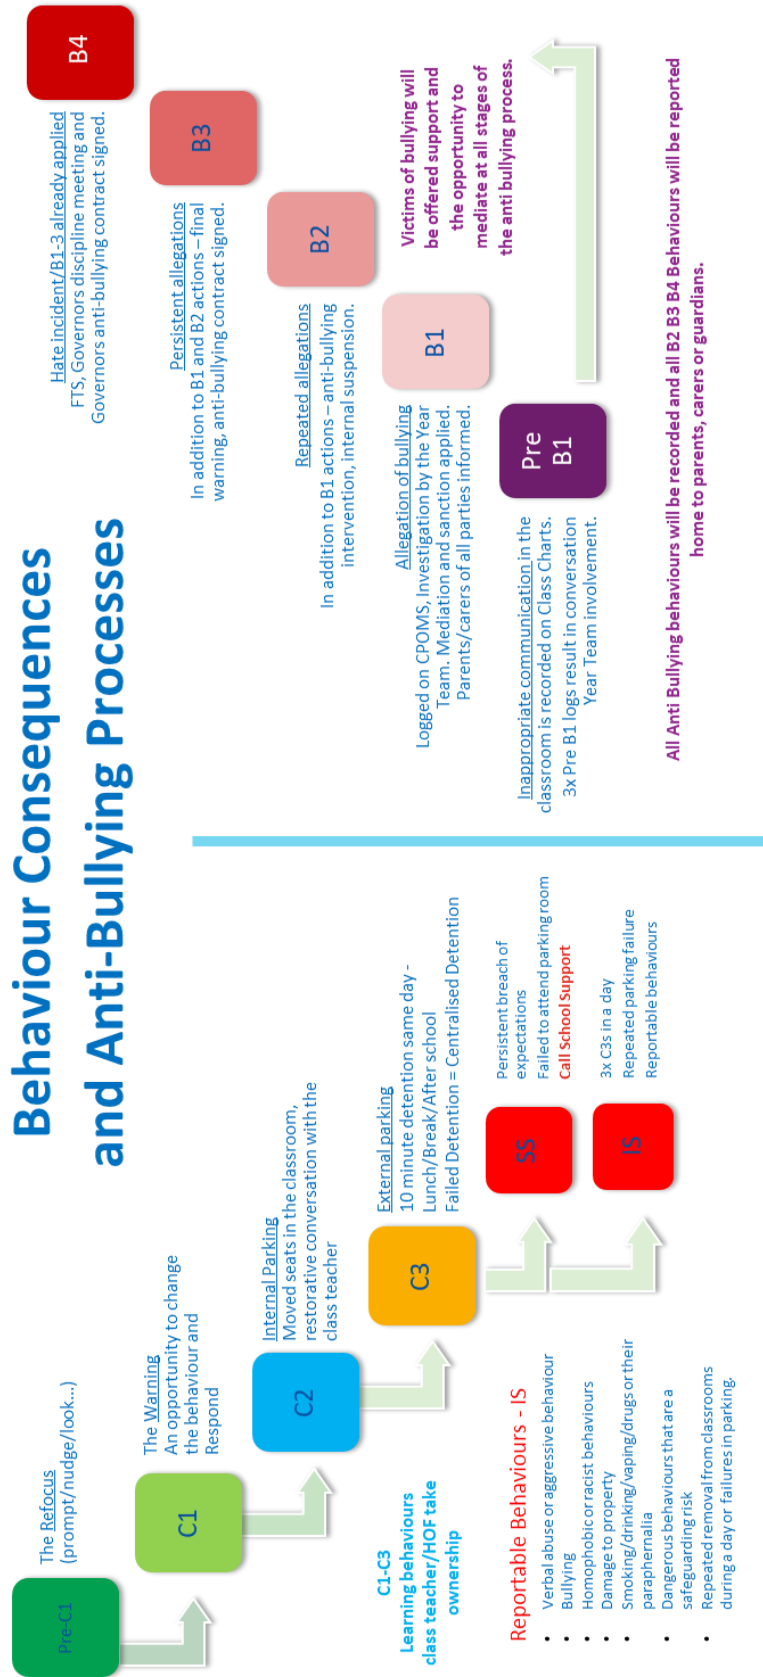 Behaviour Consequences
and Anti-Bullying Processes
Pre-C1
The Refocus
(prompt/nudge/look...)
C1
The Warning
An opportunity to change
the behaviour and
Respond
C2
Internal Parking
Moved seats in the classroom,
restorative conversation with the
class teacher
C3
External parking
10 minute detention same day -
Lunch/Break/After school
Failed Detention = Centralised Detention
SS
Persistent breach of
expectations
Failed to attend parking room
Call School Support
IS
3x C3s in a day
Repeated parking failure
Reportable behaviours
C1-C3
Learning behaviours
class teacher/HOF take
ownership
Reportable Behaviours - IS
• Verbal abuse or aggressive behaviour
• Bullying
• Homophobic or racist behaviours
• Damage to property
• Smoking/drinking/vaping/drugs or their
paraphernalia
• Dangerous behaviours that are a
safeguarding risk
• Repeated removal from classrooms
during a day or failures in parking.
Hate incident/B1-3 already applied
FTS, Governors discipline meeting and
Governors anti-bullying contract signed.
B4
Persistent allegations
In addition to B1 and B2 actions – final
warning, anti-bullying contract signed.
B3
Repeated allegations
In addition to B1 actions – anti-bullying
intervention, internal suspension.
B2
Allegation of bullying
Logged on CPOMS, Investigation by the Year
Team. Mediation and sanction applied.
Parents/carers of all parties informed.
B1
Inappropriate communication in the
classroom is recorded on Class Charts.
3x Pre B1 logs result in conversation
Year Team involvement.
Pre
B1
Victims of bullying will
be offered support and
the opportunity to
mediate at all stages of
the anti bullying process.
All Anti Bullying behaviours will be recorded and all B2 B3 B4 Behaviours will be reported
home to parents, carers or guardians.